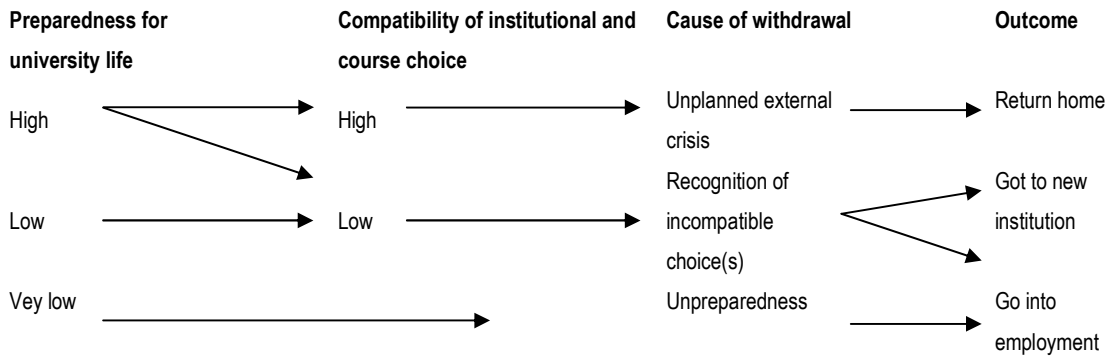 Preparedness for
university life
Compatibility of institutional and
course choice
Cause of withdrawal
Outcome
High
High
Unplanned external
crisis
Return home
Low
Low
Recognition of
incompatible
choice(s)
Got to new
institution
Vey low
Unpreparedness
Go into
employment